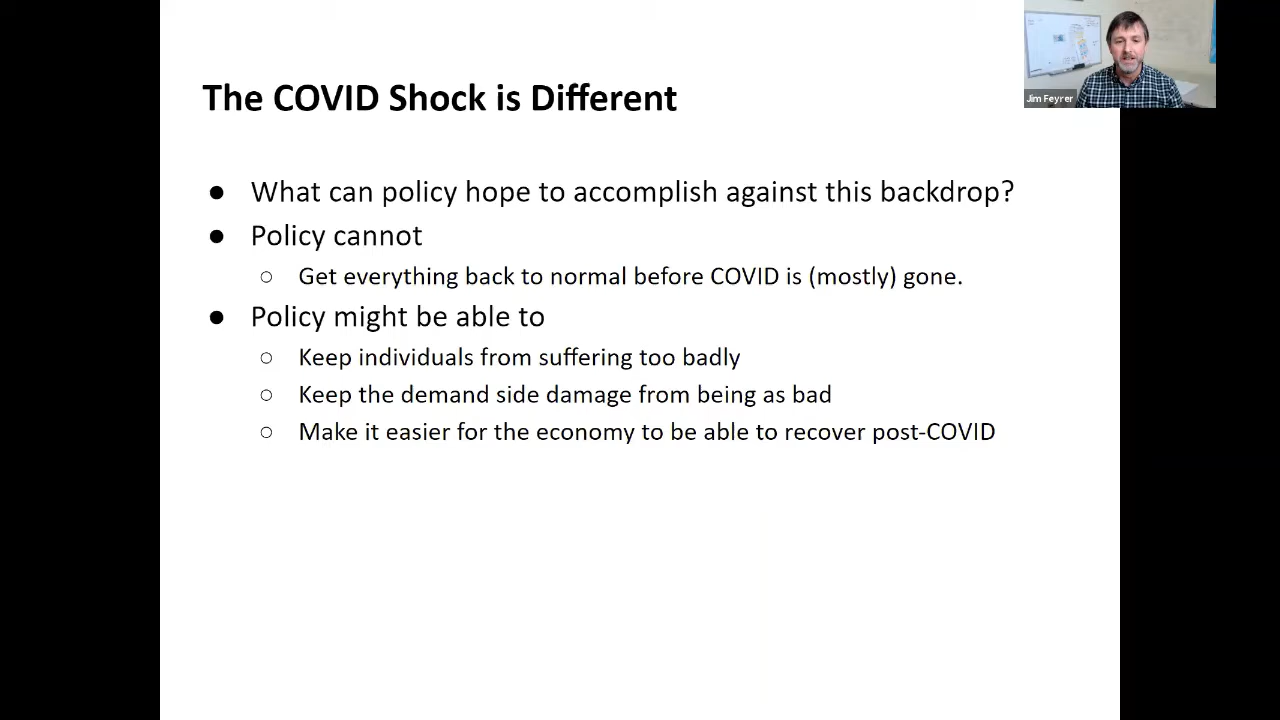 The COVID Shock is Different
Jim Feyrer
● What can policy hope to accomplish against this backdrop?
● Policy cannot
○ Get everything back to normal before COVID is (mostly) gone.
● Policy might be able to
○ Keep individuals from suffering too badly
○ Keep the demand side damage from being as bad
○ Make it easier for the economy to be able to recover post-COVID